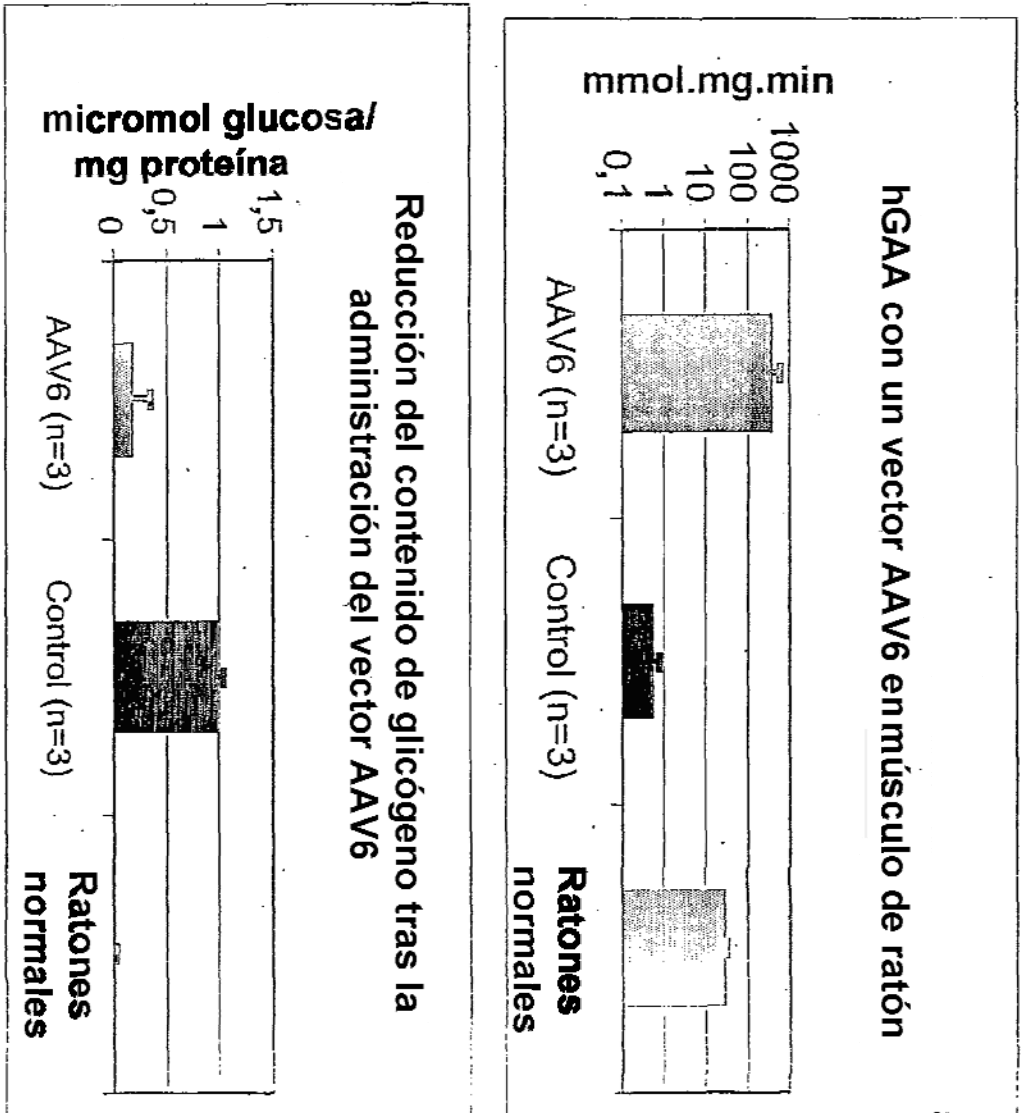 hGAA con un vector AAV6 en músculo de ratón
mmol.mg.min
1000
100
10
1
0,1
AAV6 (n=3)
Control (n=3)
Ratones
normales
Reducción del contenido de glicógeno tras la
administración del vector AAV6
micromol glucosa/
mg proteína
1,5
1
0,5
0
AAV6 (n=3)
Control (n=3)
Ratones
normales